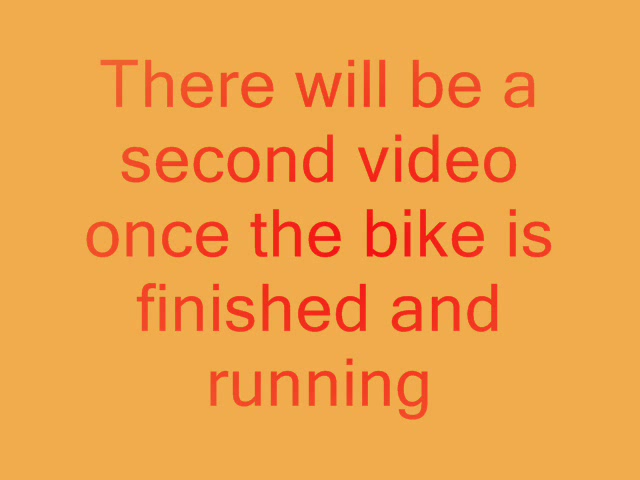 There will be a
second video
once the bike is
finished and
running